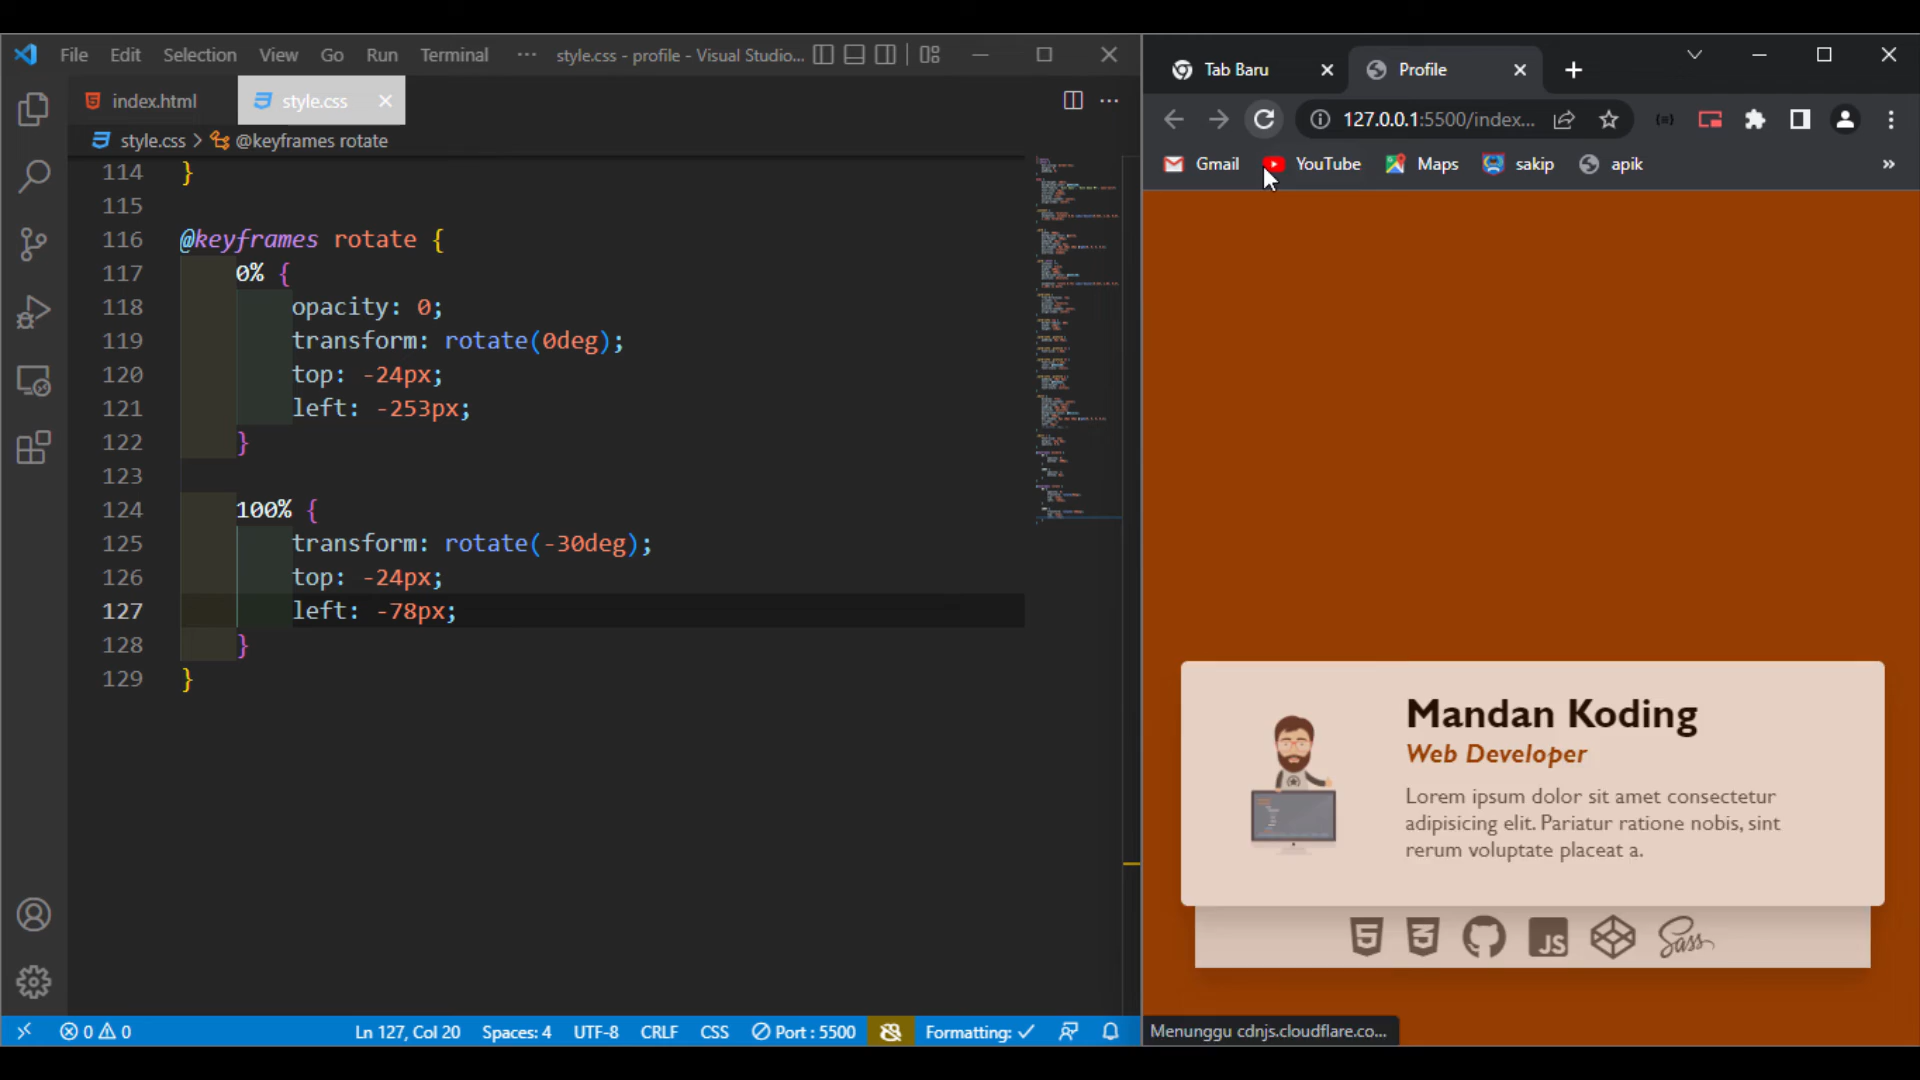 File Edit Selection View Go Run Terminal ··· style.css - profile - Visual Studio...
index.html style.css
style.css > @keyframes rotate
114 }
115
116 @keyframes rotate {
117 0% {
118 opacity: 0;
119 transform: rotate(0deg);
120 top: -24px;
121 left: -253px;
122 }
123
124 100% {
125 transform: rotate(-30deg);
126 top: -24px;
127 left: -78px;
128 }
129 }
0 0 Ln 127, Col 20 Spaces: 4 UTF-8 CRLF CSS Port : 5500 Formatting: ✓
Tab Baru Profile
127.0.0.1:5500/index...
Gmail YouTube Maps sakip apik »
Mandan Koding
Web Developer
Lorem ipsum dolor sit amet consectetur
adipisicing elit. Pariatur ratione nobis, sint
rerum voluptate placeat a.
5 3 JS Sass
Menunggu cdnjs.cloudflare.co...